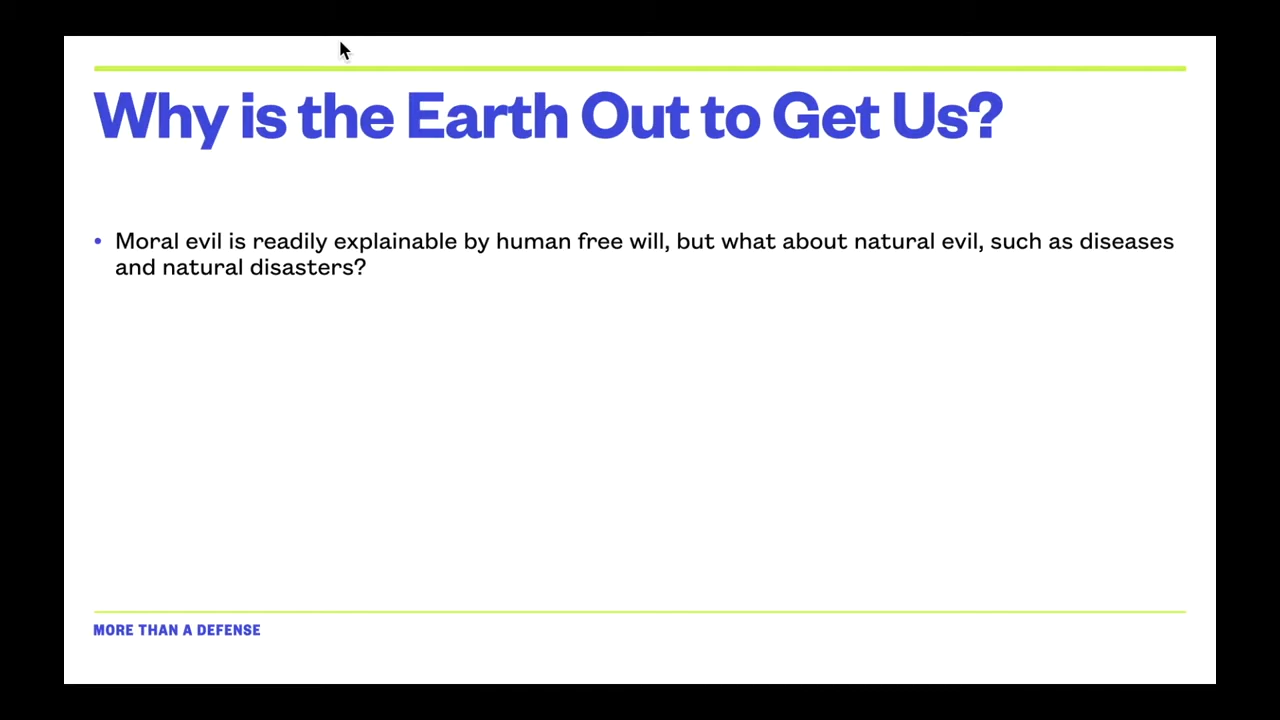 Why is the Earth Out to Get Us?
• Moral evil is readily explainable by human free will, but what about natural evil, such as diseases
and natural disasters?
MORE THAN A DEFENSE